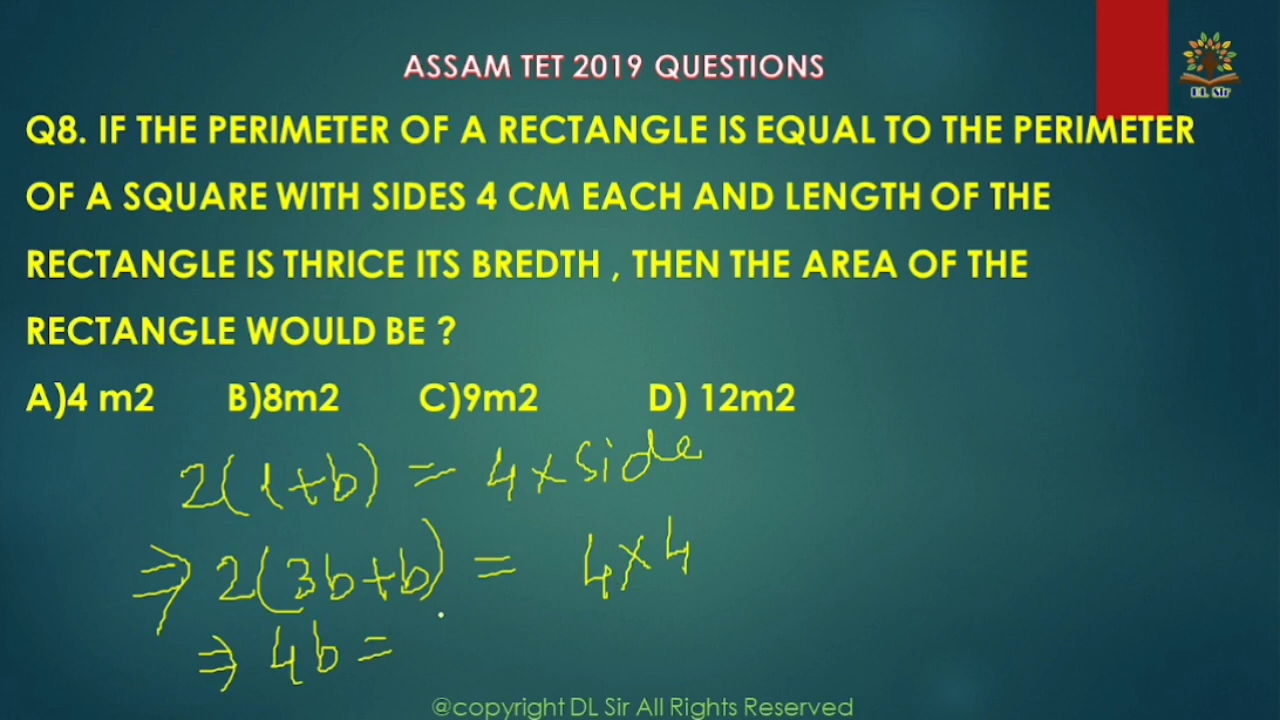 ASSAM TET 2019 QUESTIONS
DL Sir
Q8. IF THE PERIMETER OF A RECTANGLE IS EQUAL TO THE PERIMETER
OF A SQUARE WITH SIDES 4 CM EACH AND LENGTH OF THE
RECTANGLE IS THRICE ITS BREDTH , THEN THE AREA OF THE
RECTANGLE WOULD BE ?
A)4 m2 B)8m2 C)9m2 D) 12m2
2(l+b) = 4×side
⇒ 2(3b+b) = 4×4
⇒ 4b =
@copyright DL Sir All Rights Reserved